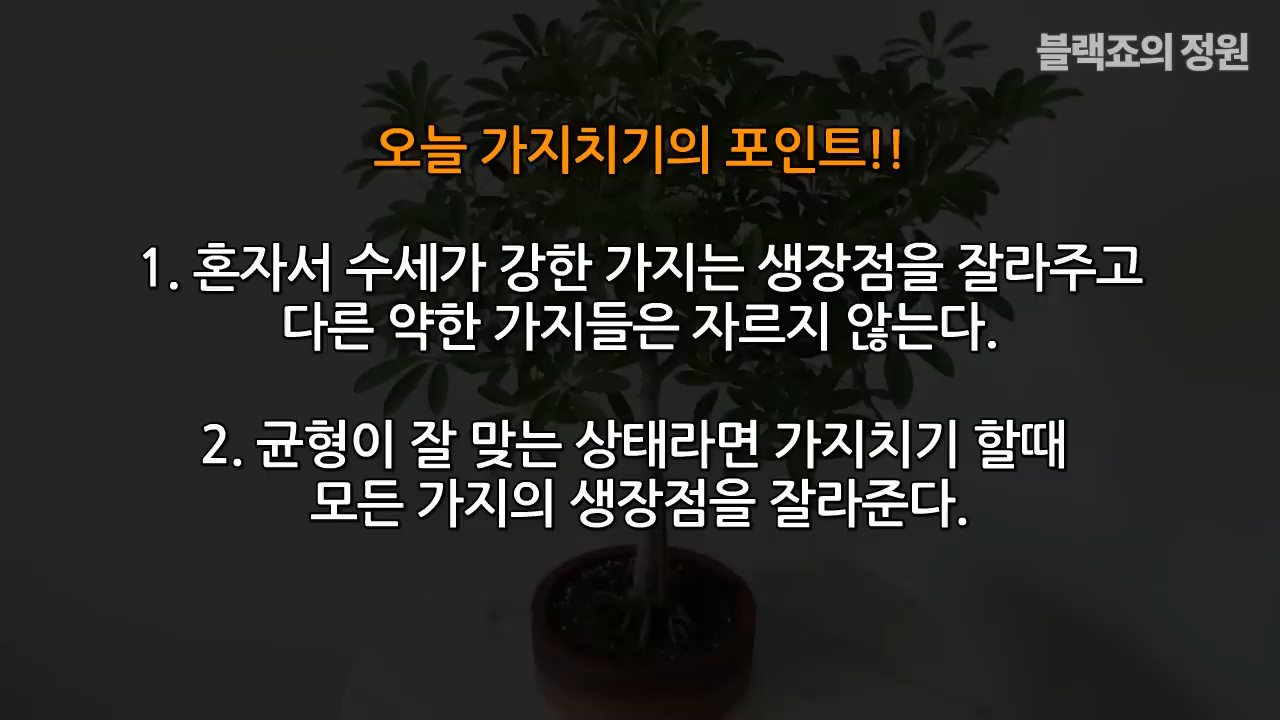 블랙죠의 정원
오늘 가지치기의 포인트!!
1. 혼자서 수세가 강한 가지는 생장점을 잘라주고
다른 약한 가지들은 자르지 않는다.
2. 균형이 잘 맞는 상태라면 가지치기 할때
모든 가지의 생장점을 잘라준다.